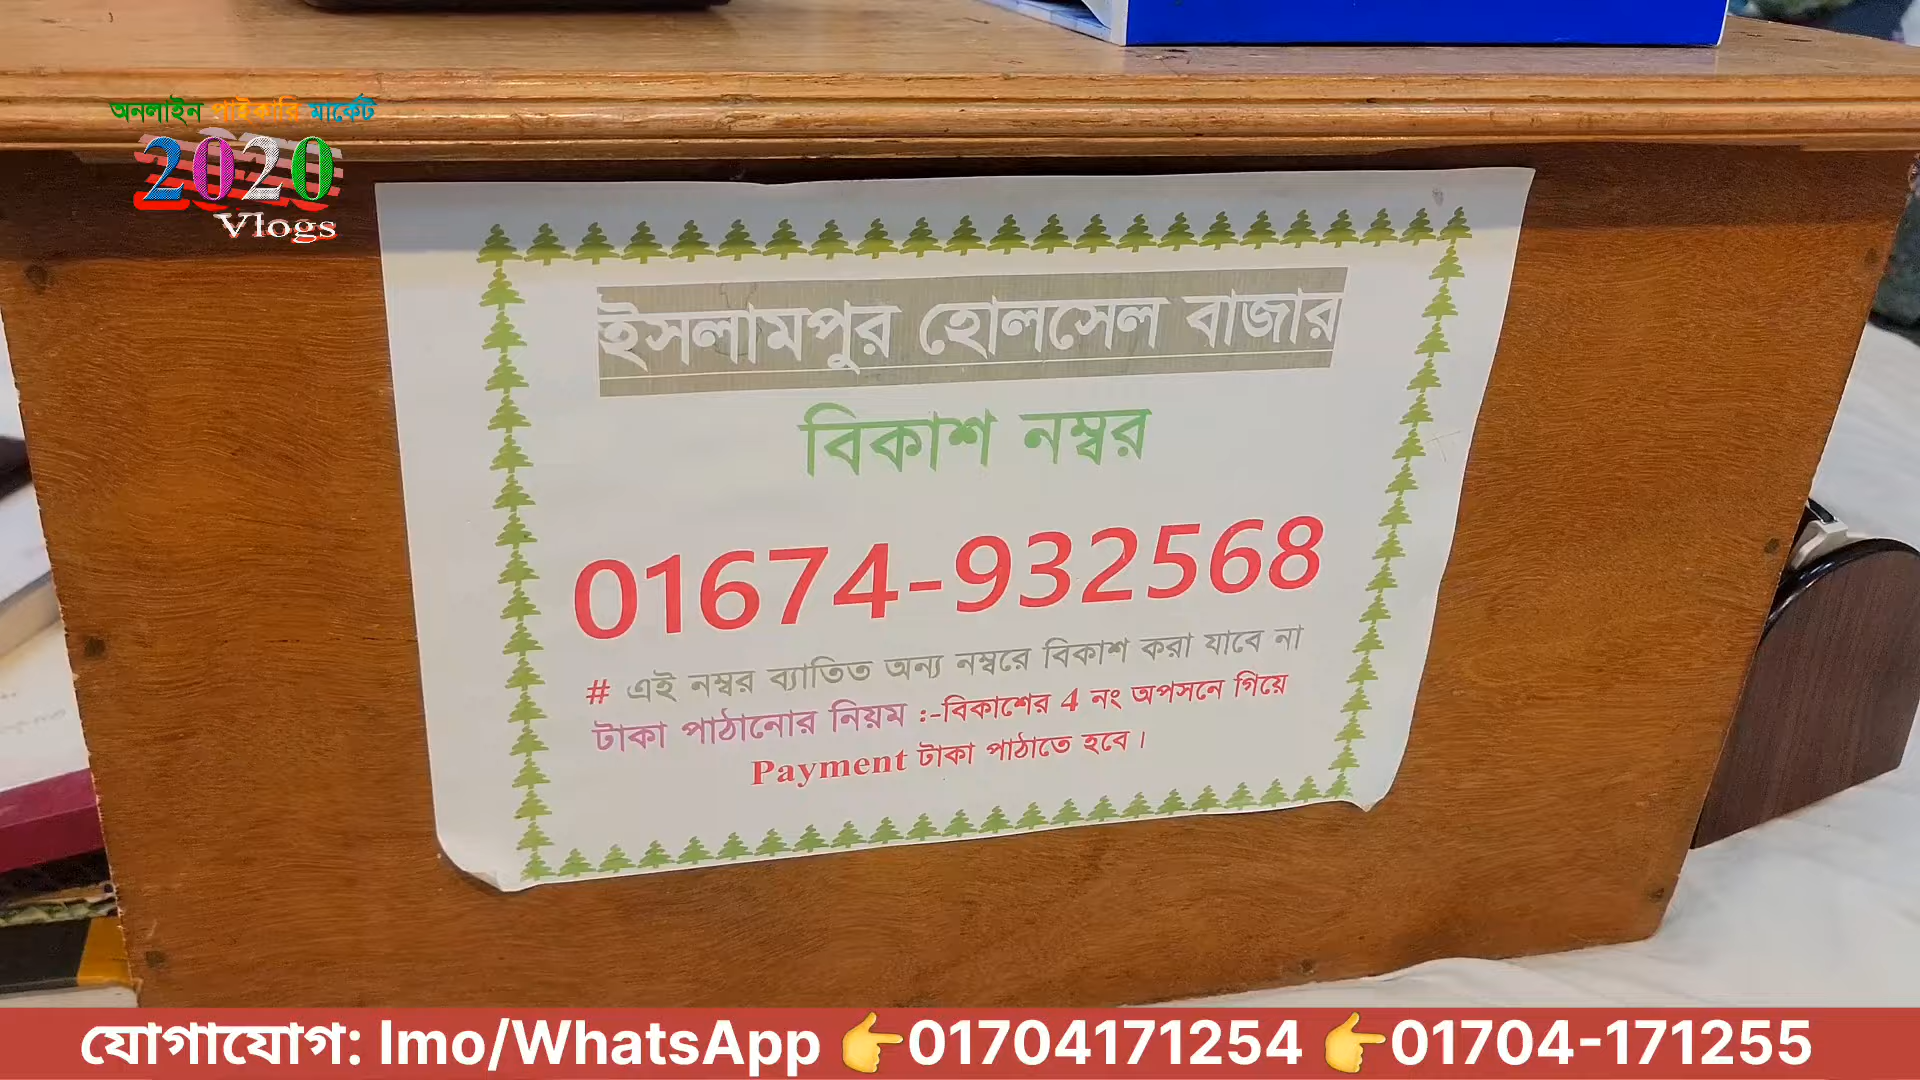 অনলাইন পাইকারি মার্কেট
2020
Vlogs
ইসলামপুর হোলসেল বাজার
বিকাশ নম্বর
01674-932568
# এই নম্বর ব্যাতিত অন্য নম্বরে বিকাশ করা যাবে না
টাকা পাঠানোর নিয়ম :-বিকাশের 4 নং অপসনে গিয়ে
Payment টাকা পাঠাতে হবে।
যোগাযোগ: Imo/WhatsApp 👉01704171254 👉01704-171255